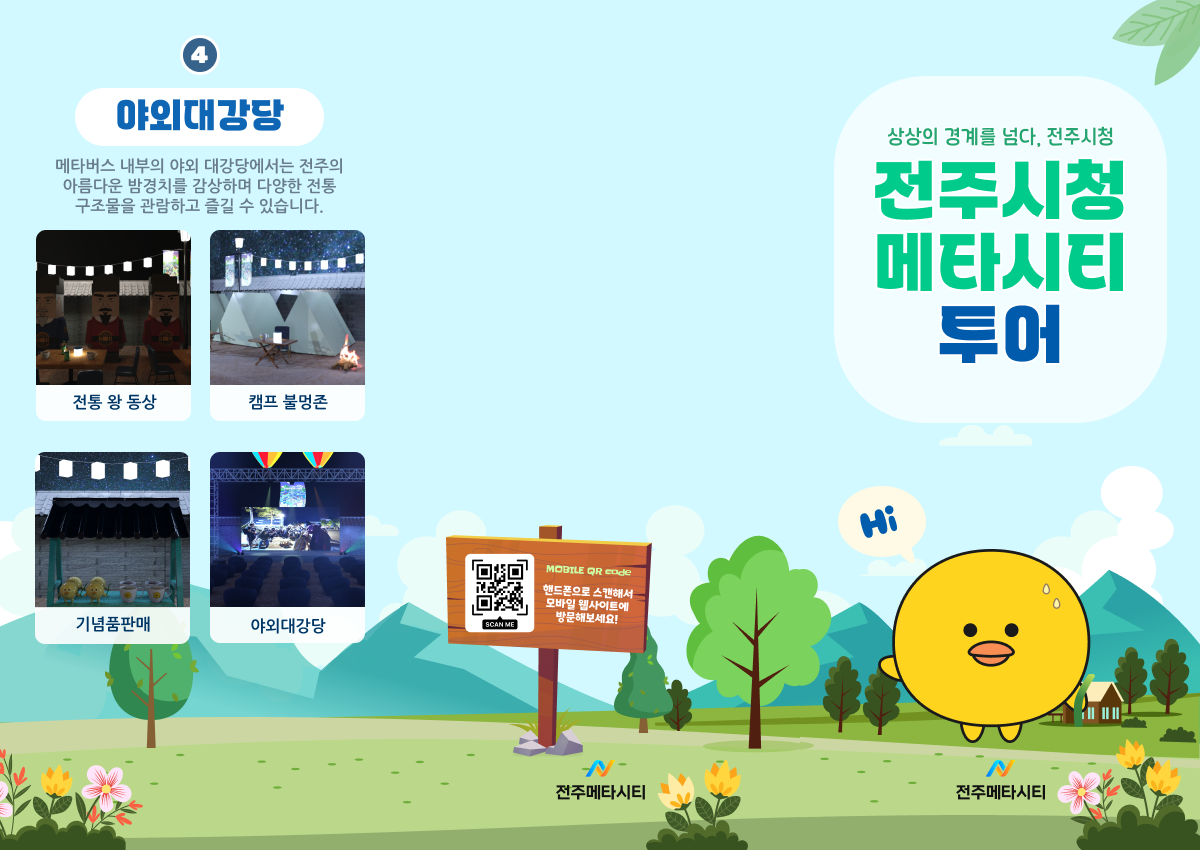 4
야외대강당
메타버스 내부의 야외 대강당에서는 전주의
아름다운 밤경치를 감상하며 다양한 전통
구조물을 관람하고 즐길 수 있습니다.
전통 왕 동상
캠프 불멍존
기념품판매
야외대강당
MOBILE QR code
핸드폰으로 스캔해서
모바일 웹사이트에
방문해보세요!
SCAN ME
전주메타시티
상상의 경계를 넘다, 전주시청
전주시청
메타시티
투어
Hi
전주메타시티